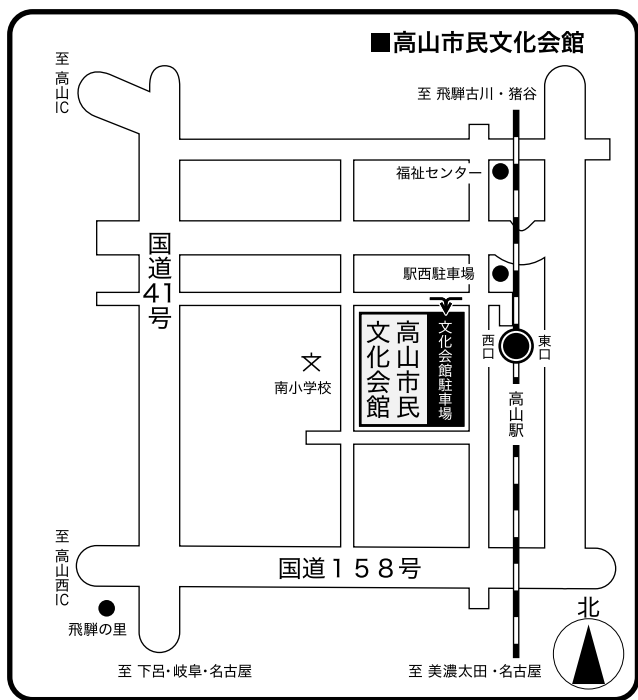 ■高山市民文化会館
至 高山IC
至 飛騨古川・猪谷
福祉センター
国道41号
駅西駐車場
高山市民
文化会館
文化会館駐車場
西口
東口
文
南小学校
高山駅
至 高山西IC
国道158号
飛騨の里
北
至 下呂・岐阜・名古屋
至 美濃太田・名古屋